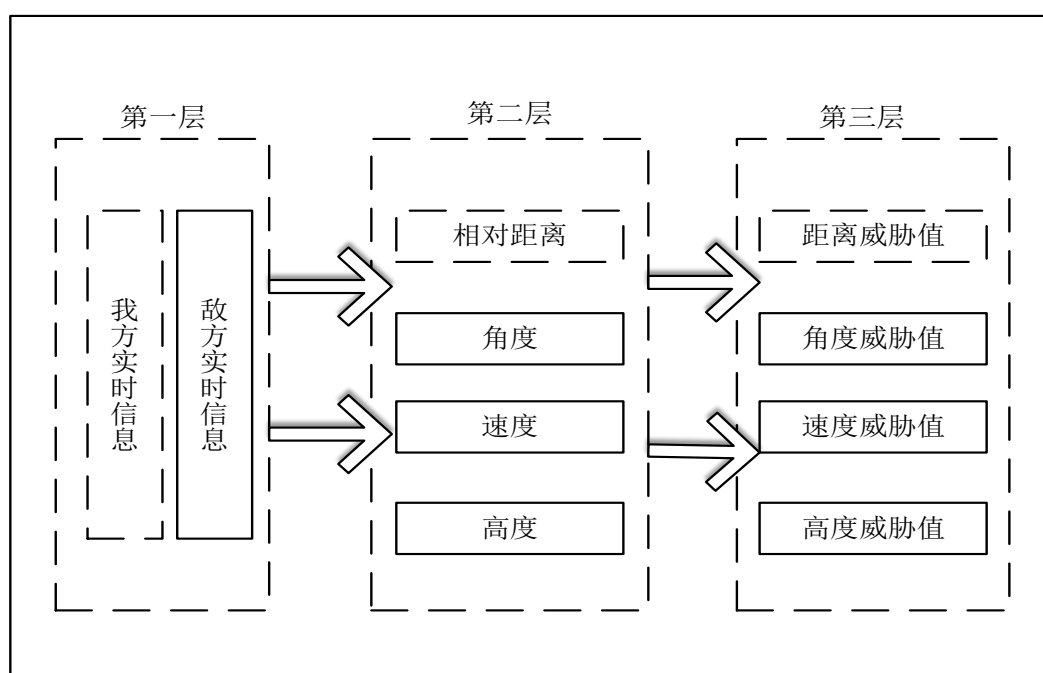 第一层
第二层
第三层
我方实时信息
敌方实时信息
相对距离
角度
速度
高度
距离威胁值
角度威胁值
速度威胁值
高度威胁值